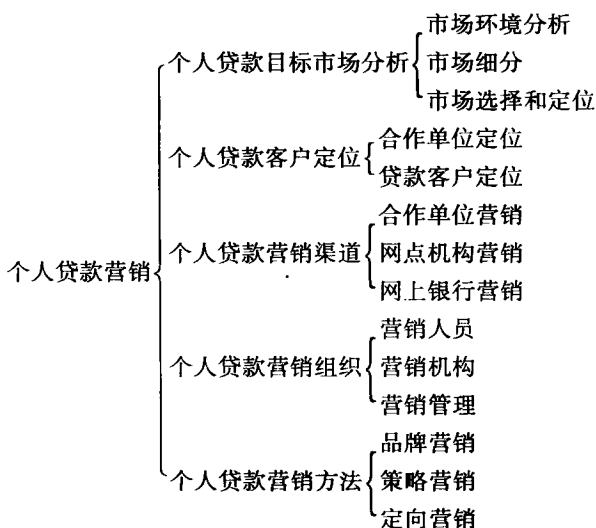 个人贷款营销
个人贷款目标市场分析
市场环境分析
市场细分
市场选择和定位
个人贷款客户定位
合作单位定位
贷款客户定位
个人贷款营销渠道
合作单位营销
网点机构营销
网上银行营销
个人贷款营销组织
营销人员
营销机构
营销管理
个人贷款营销方法
品牌营销
策略营销
定向营销